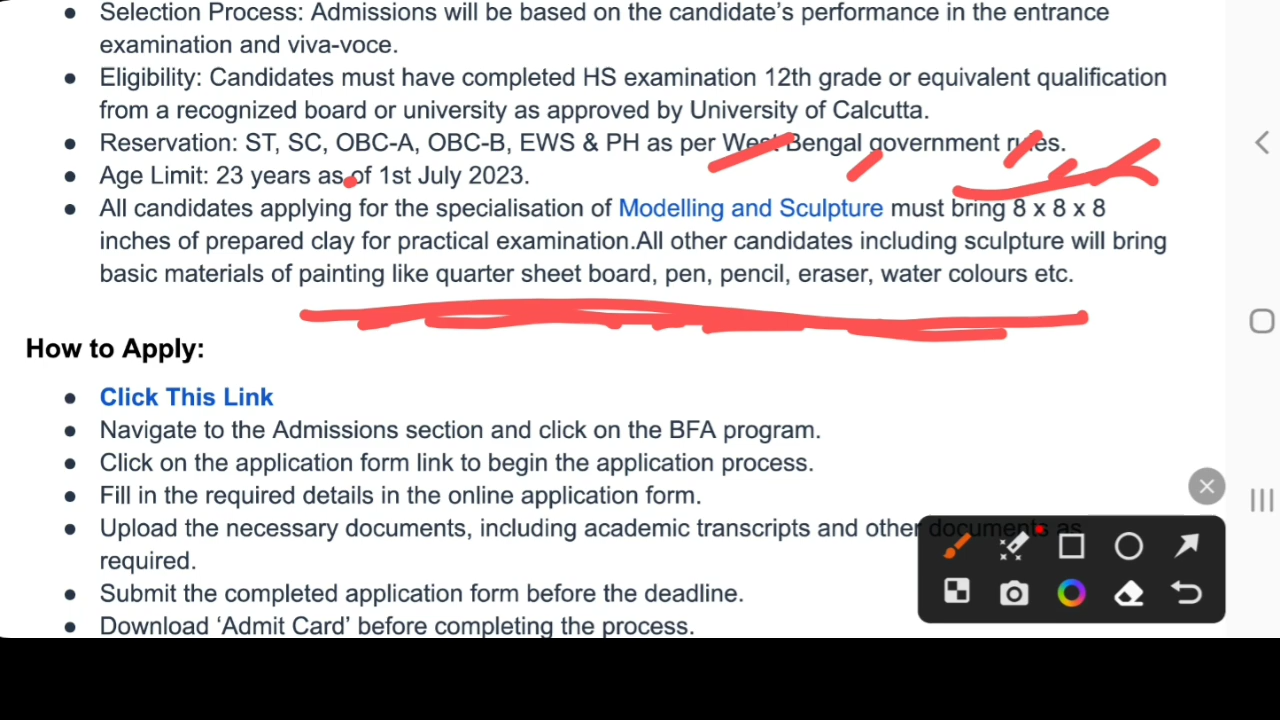 Selection Process: Admissions will be based on the candidate's performance in the entrance
examination and viva-voce.
Eligibility: Candidates must have completed HS examination 12th grade or equivalent qualification
from a recognized board or university as approved by University of Calcutta.
Reservation: ST, SC, OBC-A, OBC-B, EWS & PH as per West Bengal government rules.
Age Limit: 23 years as of 1st July 2023.
All candidates applying for the specialisation of Modelling and Sculpture must bring 8 x 8 x 8
inches of prepared clay for practical examination.All other candidates including sculpture will bring
basic materials of painting like quarter sheet board, pen, pencil, eraser, water colours etc.
How to Apply:
Click This Link
Navigate to the Admissions section and click on the BFA program.
Click on the application form link to begin the application process.
Fill in the required details in the online application form.
Upload the necessary documents, including academic transcripts and other documents as
required.
Submit the completed application form before the deadline.
Download ‘Admit Card’ before completing the process.